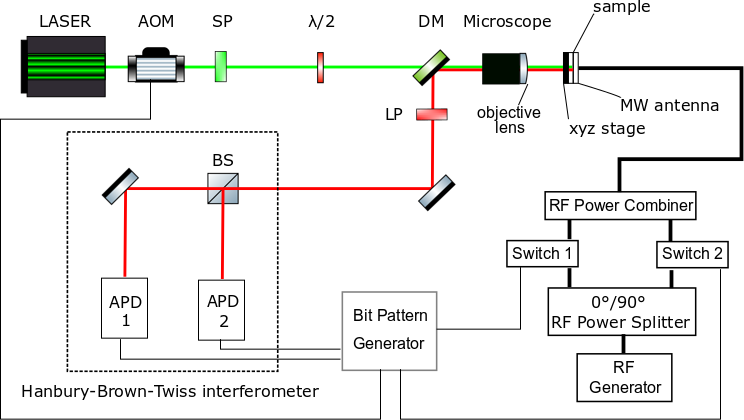 LASER
AOM
SP
λ/2
DM
Microscope
sample
objective
lens
MW antenna
xyz stage
LP
BS
RF Power Combiner
Switch 1
Switch 2
APD
1
APD
2
Bit Pattern
Generator
0°/90°
RF Power Splitter
RF
Generator
Hanbury-Brown-Twiss interferometer